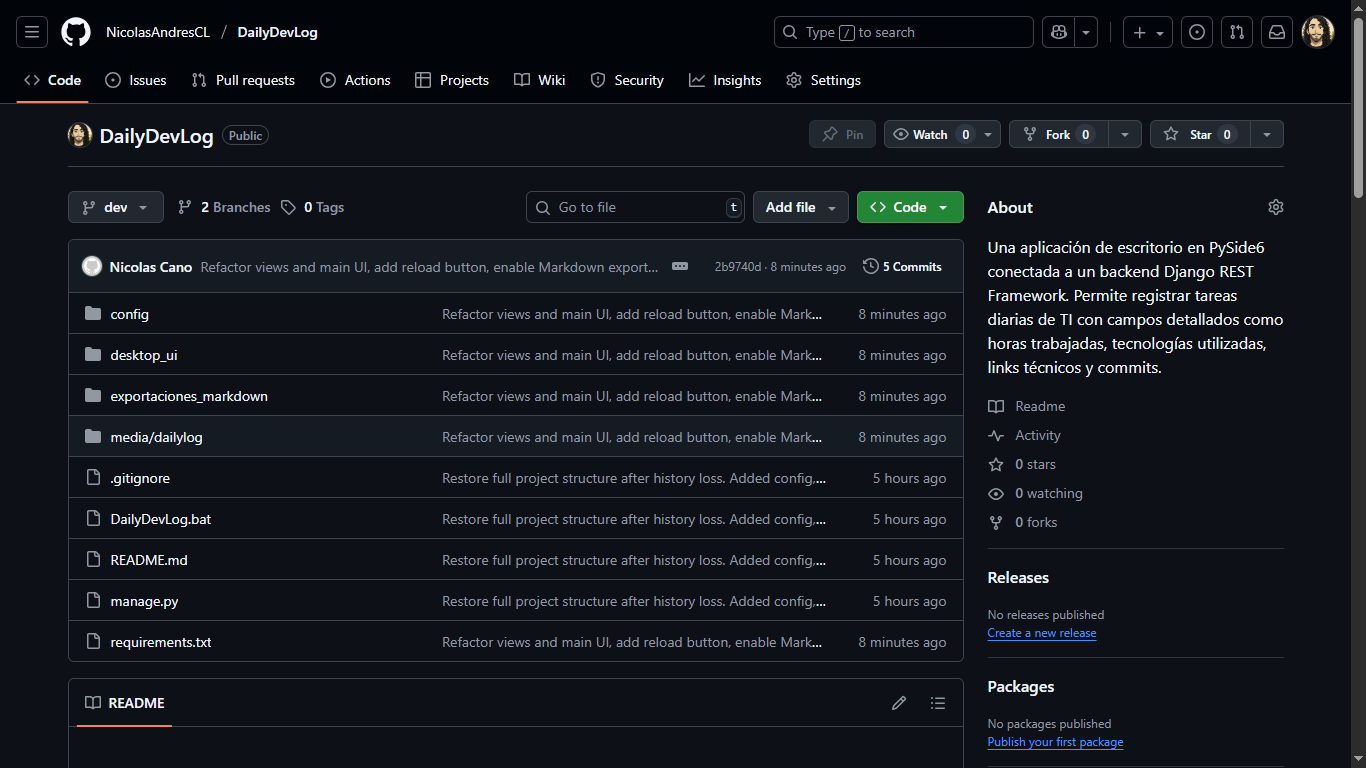 NicolasAndresCL / DailyDevLog
Type / to search
Code Issues Pull requests Actions Projects Wiki Security Insights Settings
DailyDevLog Public
Pin Watch 0 Fork 0 Star 0
dev 2 Branches 0 Tags Go to file t Add file Code
Nicolas Cano Refactor views and main UI, add reload button, enable Markdown export... 2b9740d · 8 minutes ago 5 Commits
config Refactor views and main UI, add reload button, enable Mark... 8 minutes ago
desktop_ui Refactor views and main UI, add reload button, enable Mark... 8 minutes ago
exportaciones_markdown Refactor views and main UI, add reload button, enable Mark... 8 minutes ago
media/dailylog Refactor views and main UI, add reload button, enable Mark... 8 minutes ago
.gitignore Restore full project structure after history loss. Added config,... 5 hours ago
DailyDevLog.bat Restore full project structure after history loss. Added config,... 5 hours ago
README.md Restore full project structure after history loss. Added config,... 5 hours ago
manage.py Restore full project structure after history loss. Added config,... 5 hours ago
requirements.txt Refactor views and main UI, add reload button, enable Mark... 8 minutes ago
README
About
Una aplicación de escritorio en PySide6
conectada a un backend Django REST
Framework. Permite registrar tareas
diarias de TI con campos detallados como
horas trabajadas, tecnologías utilizadas,
links técnicos y commits.
Readme
Activity
0 stars
0 watching
0 forks
Releases
No releases published
Create a new release
Packages
No packages published
Publish your first package